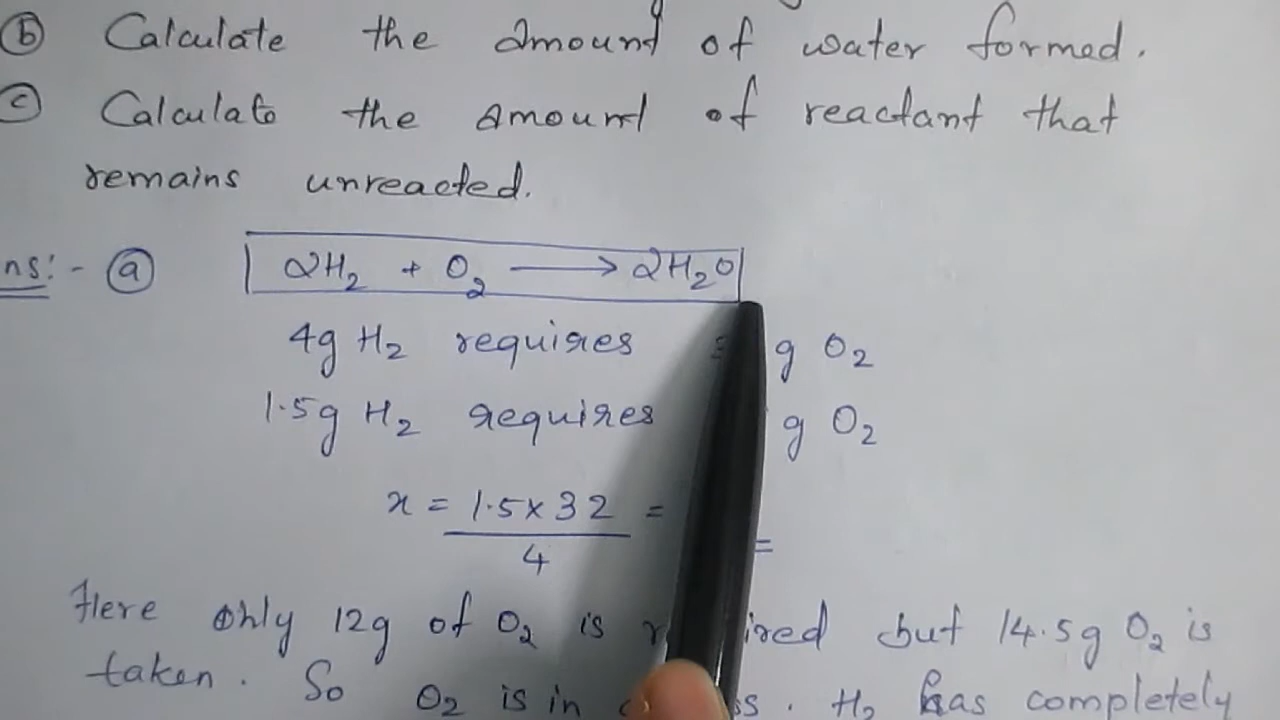 ⓑ Calculate the amount of water formed.
ⓒ Calculate the amount of reactant that
remains unreacted.
ns:- ⓐ 2H₂ + O₂ ⟶ 2H₂O
4g H₂ requires g O₂
1.5g H₂ requires g O₂
x = 1.5 x 32 = =
4
Here only 12g of O₂ is but 14.5g O₂ is
taken. So O₂ is in H₂ has completely